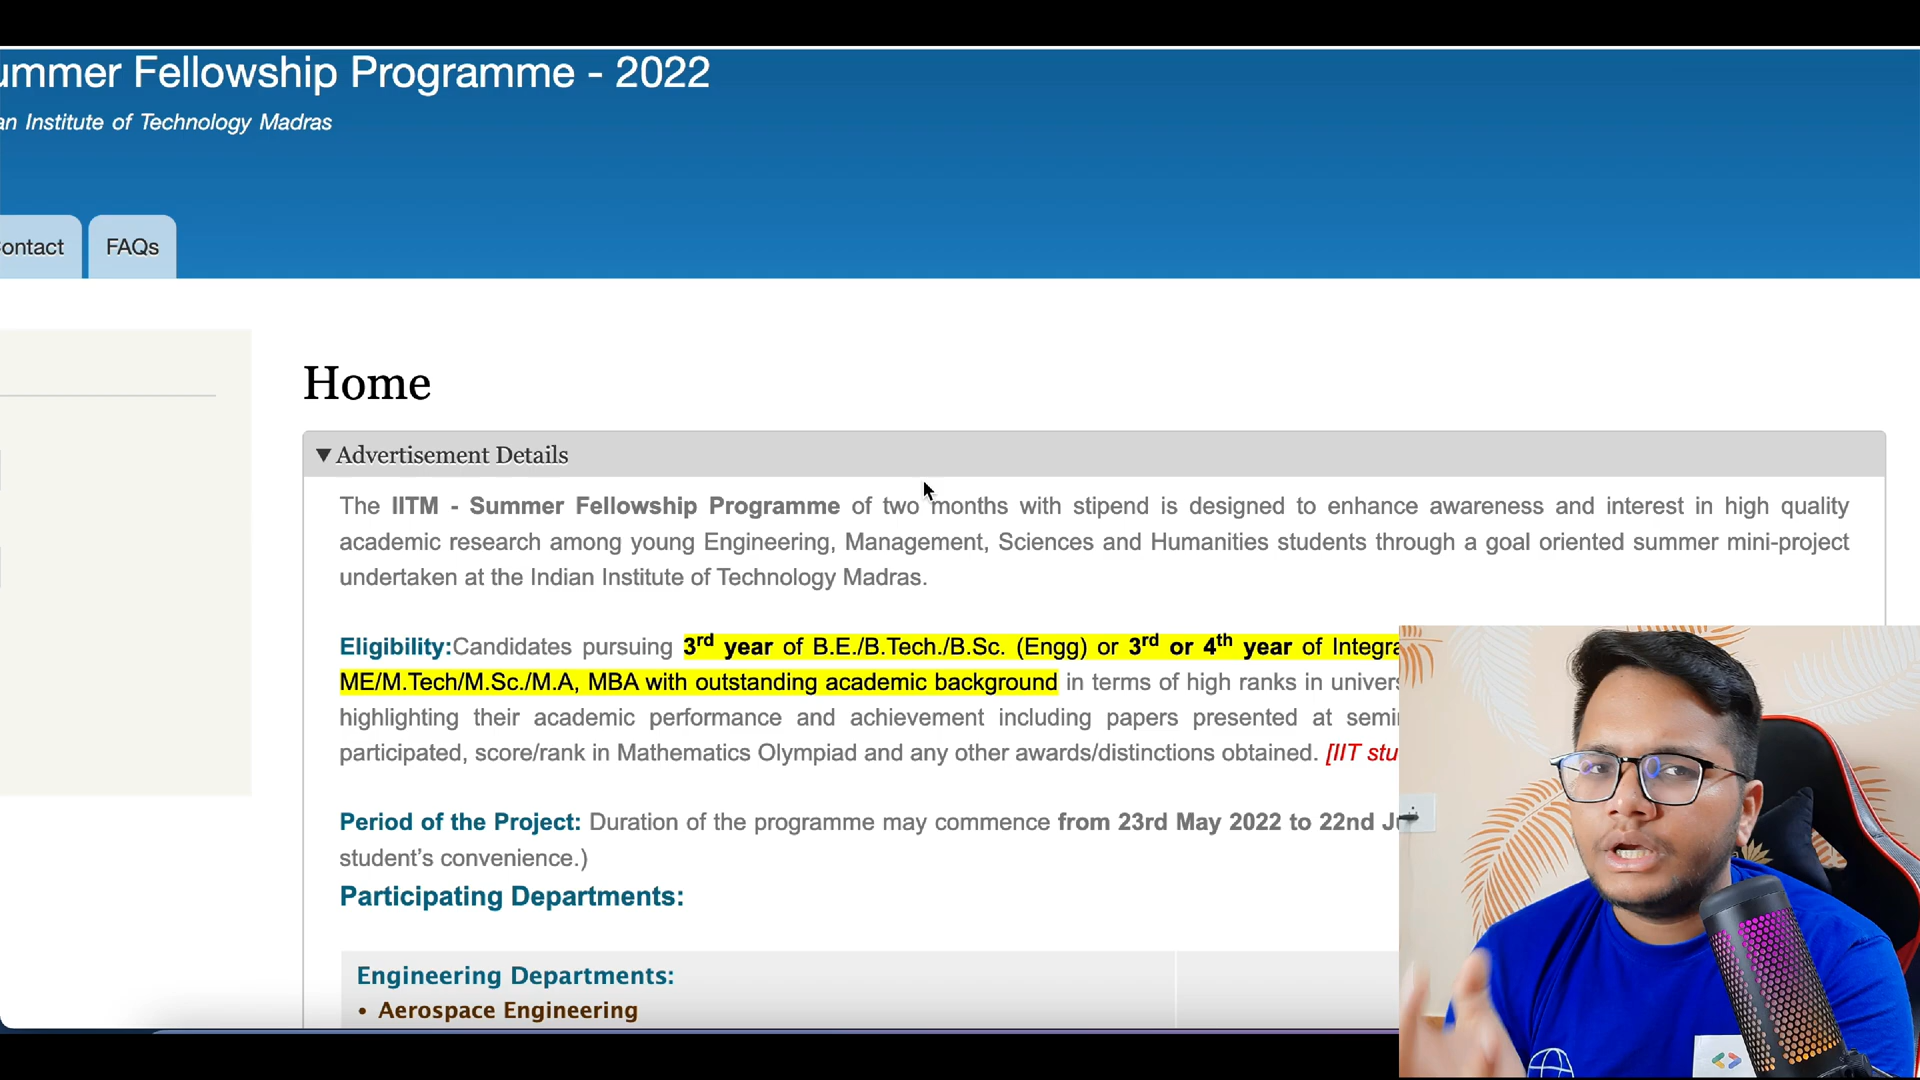 ummer Fellowship Programme - 2022
an Institute of Technology Madras
ontact
FAQs
Home
Advertisement Details
The IITM - Summer Fellowship Programme of two months with stipend is designed to enhance awareness and interest in high quality
academic research among young Engineering, Management, Sciences and Humanities students through a goal oriented summer mini-project
undertaken at the Indian Institute of Technology Madras.
Eligibility:Candidates pursuing 3rd year of B.E./B.Tech./B.Sc. (Engg) or 3rd or 4th year of Integra
ME/M.Tech/M.Sc./M.A, MBA with outstanding academic background in terms of high ranks in univers
highlighting their academic performance and achievement including papers presented at semi
participated, score/rank in Mathematics Olympiad and any other awards/distinctions obtained. [IIT stu
Period of the Project: Duration of the programme may commence from 23rd May 2022 to 22nd Ju
student's convenience.)
Participating Departments:
Engineering Departments:
• Aerospace Engineering